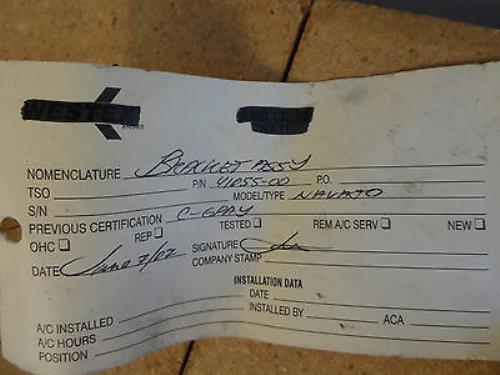 WESTE
NOMENCLATURE BRACKET ASSY
TSO P/N 41055-00 P.O.
S/N MODEL/TYPE NAVAJO
PREVIOUS CERTIFICATION C-GPAY
OHC REP TESTED REM A/C SERV NEW
DATE June 7/02 SIGNATURE
COMPANY STAMP
INSTALLATION DATA
DATE
A/C INSTALLED INSTALLED BY ACA
A/C HOURS
POSITION